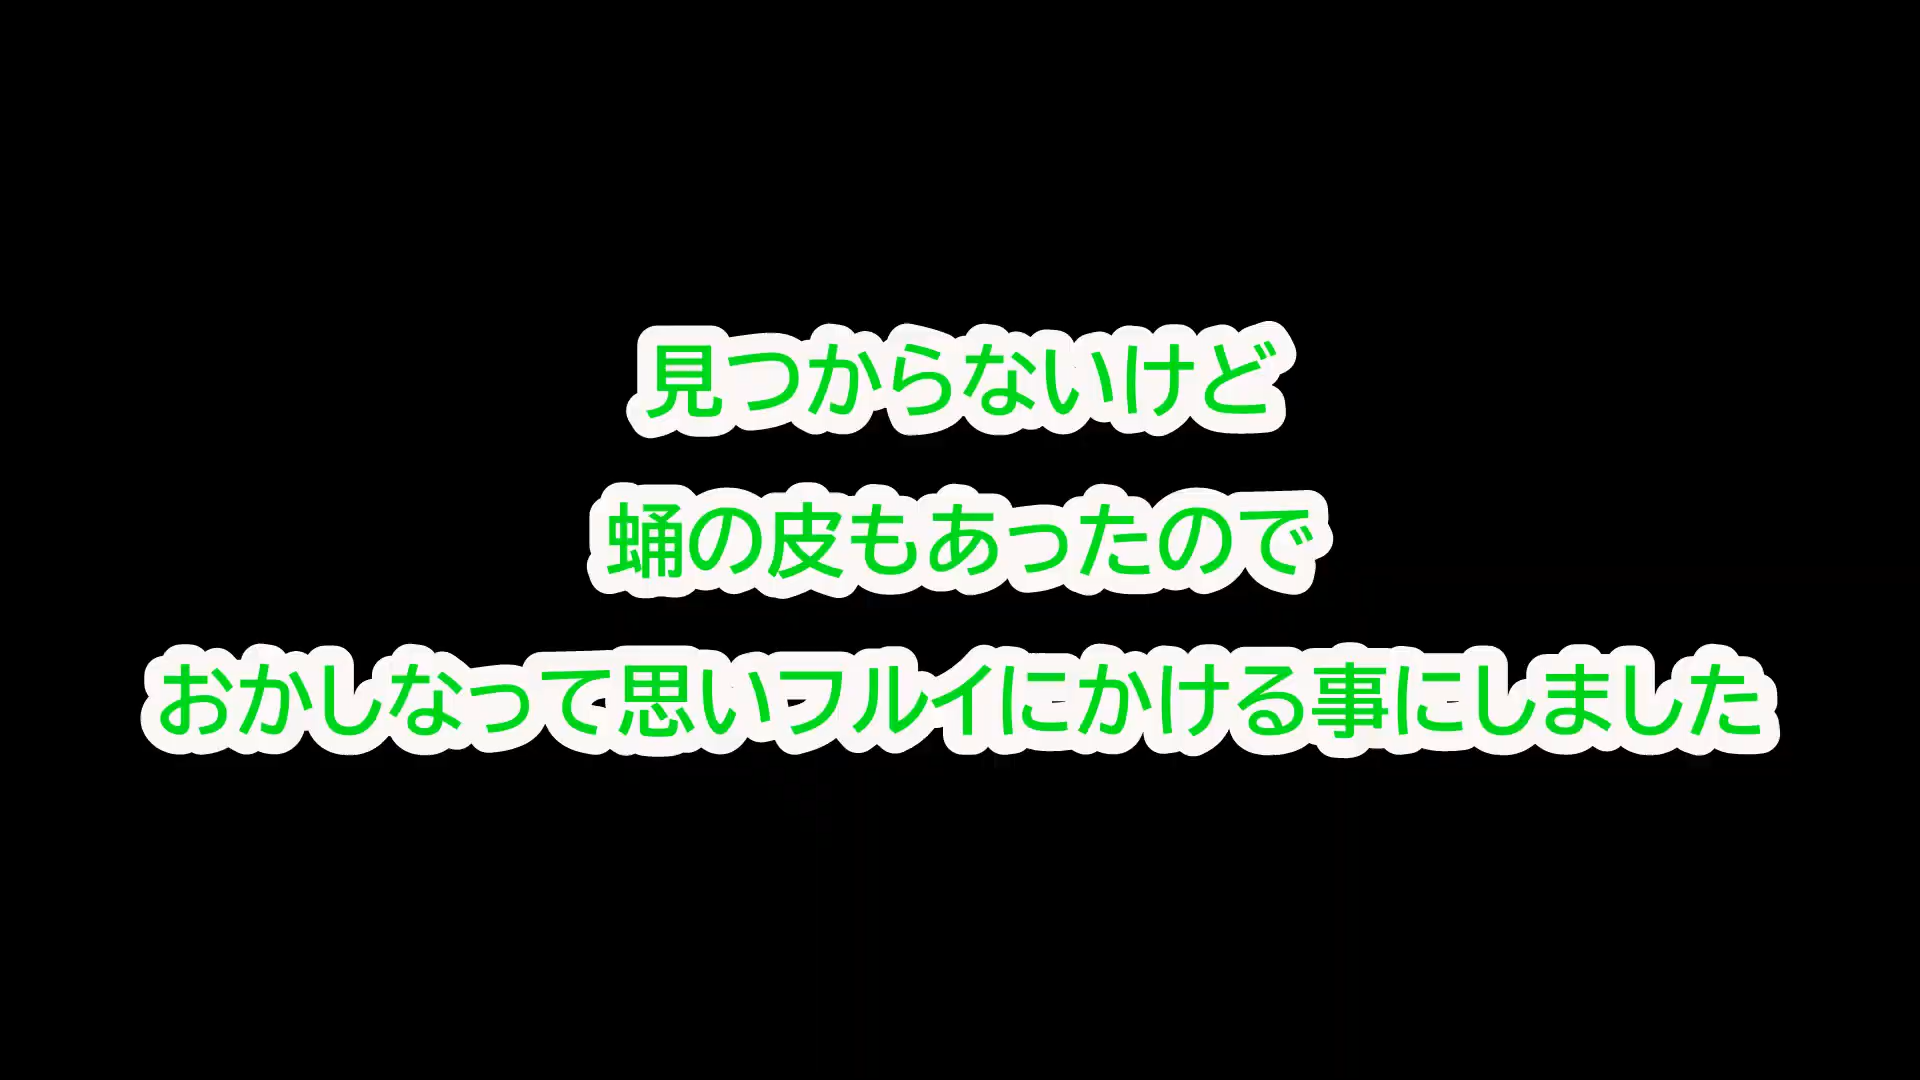 見つからないけど
蛹の皮もあったので
おかしなって思いフルイにかける事にしました